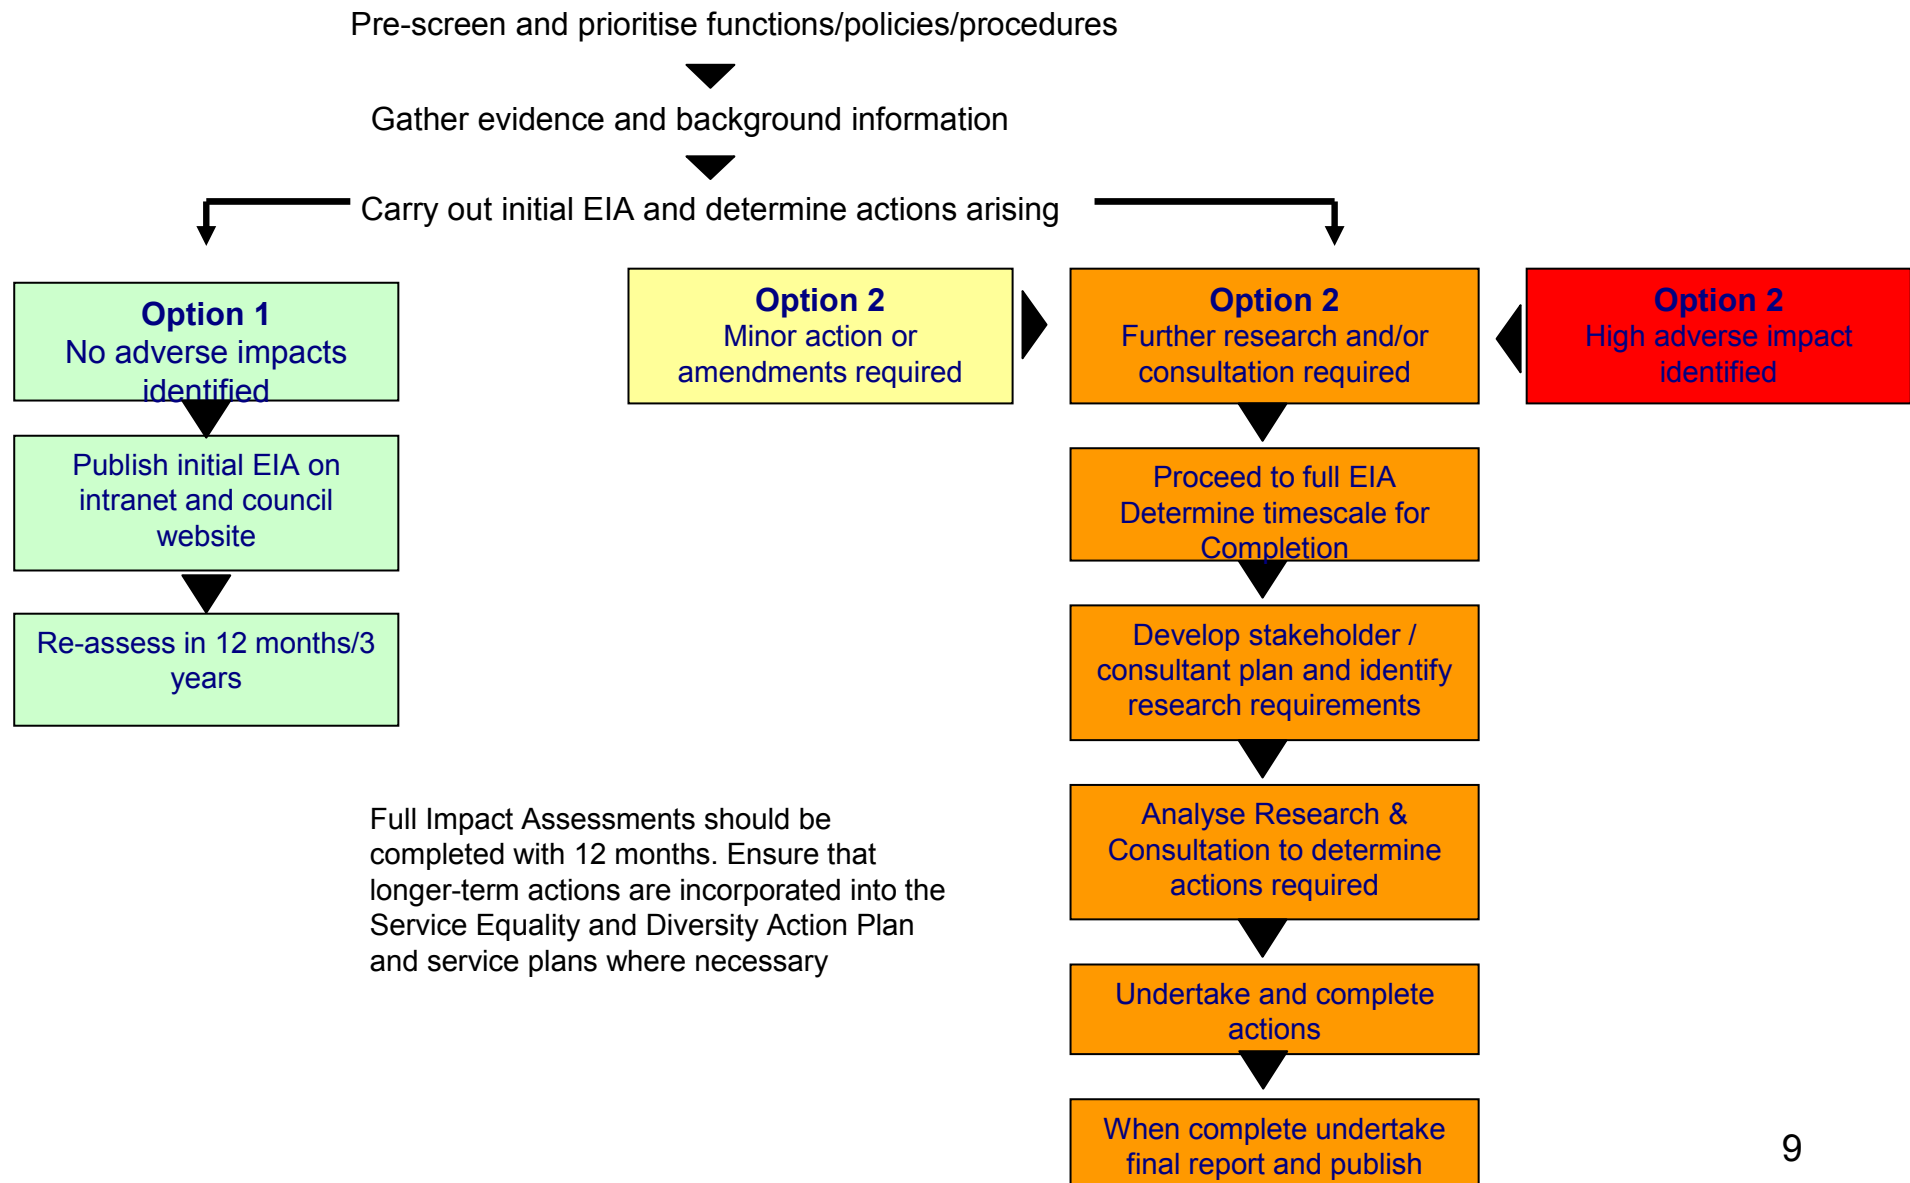 Pre-screen and prioritise functions/policies/procedures
Gather evidence and background information
Carry out initial EIA and determine actions arising
Option 1
No adverse impacts
identified
Publish initial EIA on
intranet and council
website
Re-assess in 12 months/3
years
Option 2
Minor action or
amendments required
Option 2
Further research and/or
consultation required
Option 2
High adverse impact
identified
Proceed to full EIA
Determine timescale for
Completion
Develop stakeholder /
consultant plan and identify
research requirements
Analyse Research &
Consultation to determine
actions required
Undertake and complete
actions
When complete undertake
final report and publish
Full Impact Assessments should be
completed with 12 months. Ensure that
longer-term actions are incorporated into the
Service Equality and Diversity Action Plan
and service plans where necessary
9